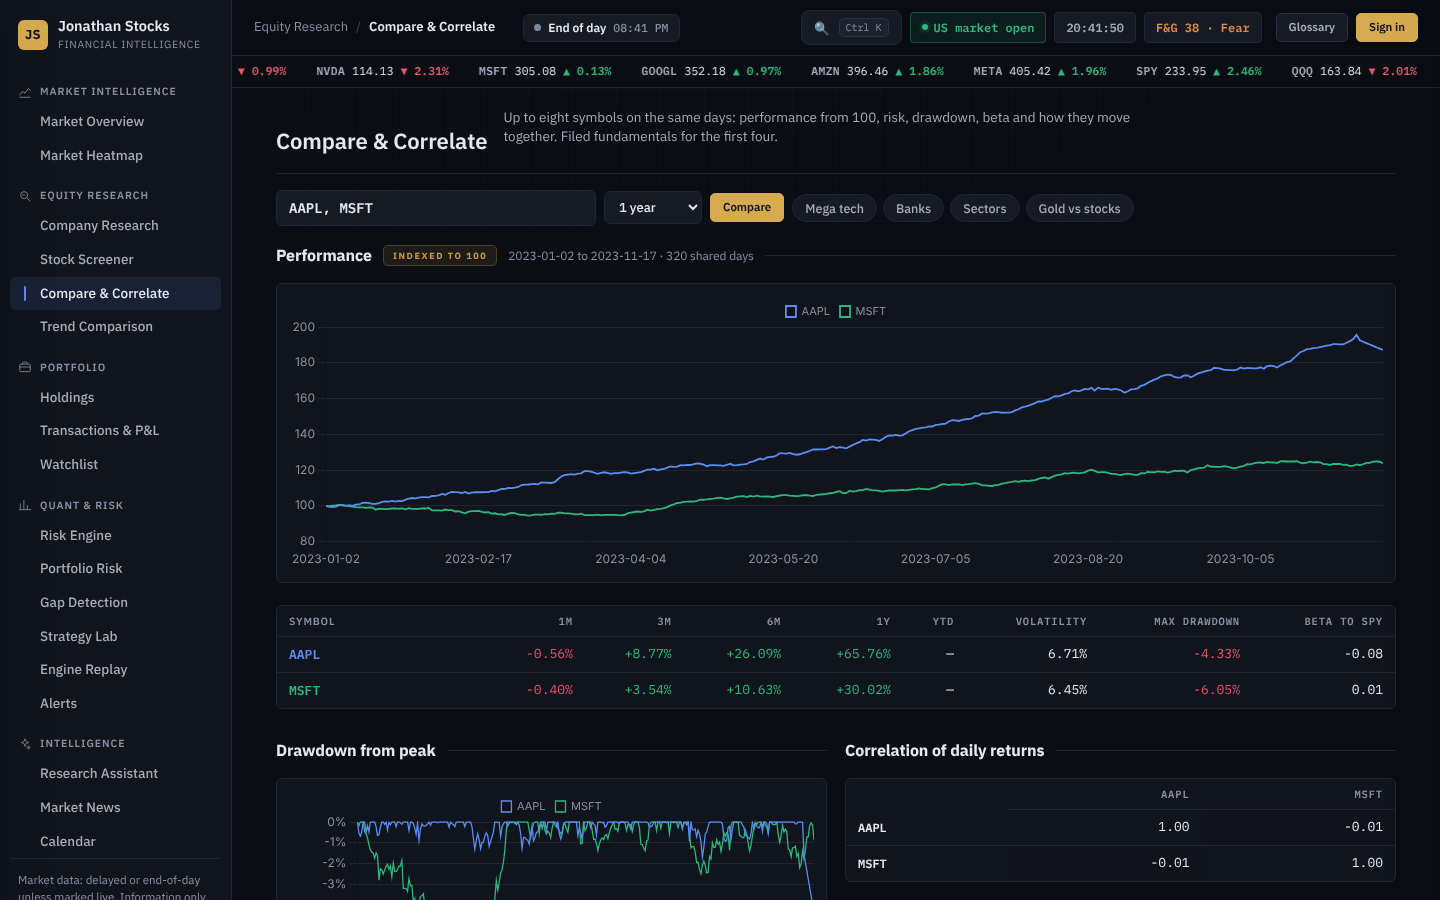 JS
Jonathan Stocks
FINANCIAL INTELLIGENCE
MARKET INTELLIGENCE
Market Overview
Market Heatmap
EQUITY RESEARCH
Company Research
Stock Screener
Compare & Correlate
Trend Comparison
PORTFOLIO
Holdings
Transactions & P&L
Watchlist
QUANT & RISK
Risk Engine
Portfolio Risk
Gap Detection
Strategy Lab
Engine Replay
Alerts
INTELLIGENCE
Research Assistant
Market News
Calendar
Market data: delayed or end-of-day
unless marked live. Information only.
Equity Research / Compare & Correlate
End of day 08:41 PM
Ctrl K
US market open
20:41:50
F&G 38 · Fear
Glossary
Sign in
▼ 0.99% NVDA 114.13 ▼ 2.31% MSFT 305.08 ▲ 0.13% GOOGL 352.18 ▲ 0.97% AMZN 396.46 ▲ 1.86% META 405.42 ▲ 1.96% SPY 233.95 ▲ 2.46% QQQ 163.84 ▼ 2.01%
Compare & Correlate
Up to eight symbols on the same days: performance from 100, risk, drawdown, beta and how they move
together. Filed fundamentals for the first four.
AAPL, MSFT
1 year
Compare
Mega tech
Banks
Sectors
Gold vs stocks
Performance INDEXED TO 100 2023-01-02 to 2023-11-17 · 320 shared days
AAPL MSFT
200
180
160
140
120
100
80
2023-01-02 2023-02-17 2023-04-04 2023-05-20 2023-07-05 2023-08-20 2023-10-05
SYMBOL 1M 3M 6M 1Y YTD VOLATILITY MAX DRAWDOWN BETA TO SPY
AAPL -0.56% +8.77% +26.09% +65.76% — 6.71% -4.33% -0.08
MSFT -0.40% +3.54% +10.63% +30.02% — 6.45% -6.05% 0.01
Drawdown from peak
AAPL MSFT
0%
-1%
-2%
-3%
Correlation of daily returns
AAPL MSFT
AAPL 1.00 -0.01
MSFT -0.01 1.00